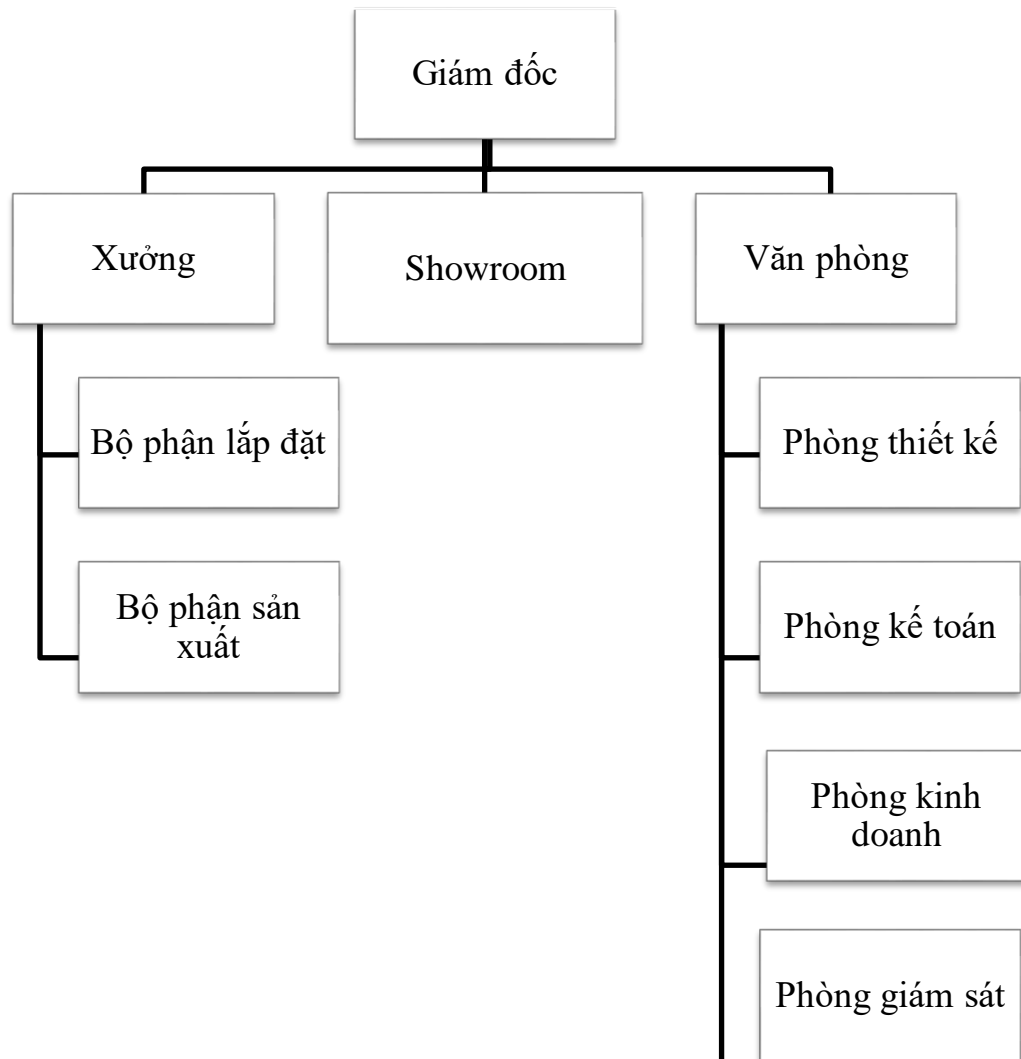 Giám đốc
Xưởng
Showroom
Văn phòng
Bộ phận lắp đặt
Bộ phận sản
xuất
Phòng thiết kế
Phòng kế toán
Phòng kinh
doanh
Phòng giám sát